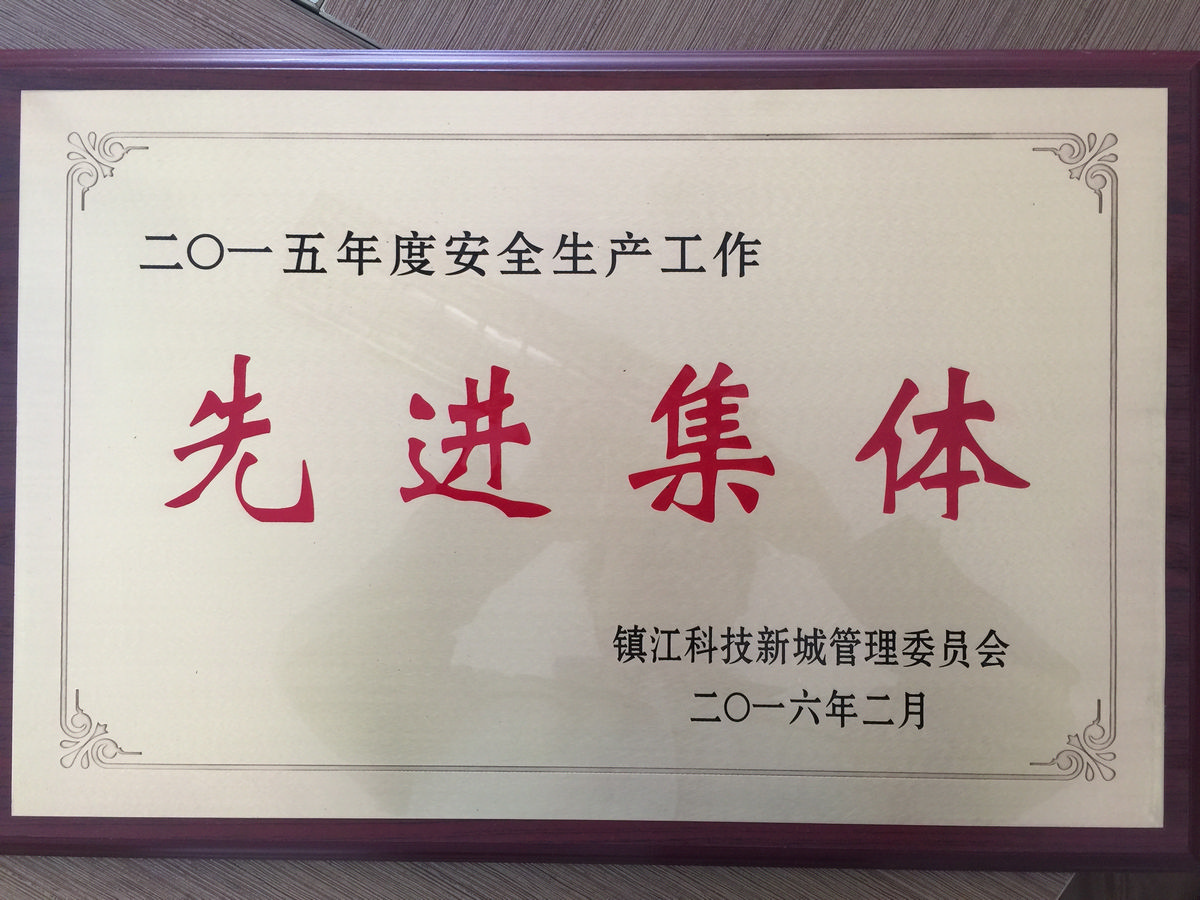 二〇一五年度安全生产工作
先进集体
镇江科技新城管理委员会
二〇一六年二月